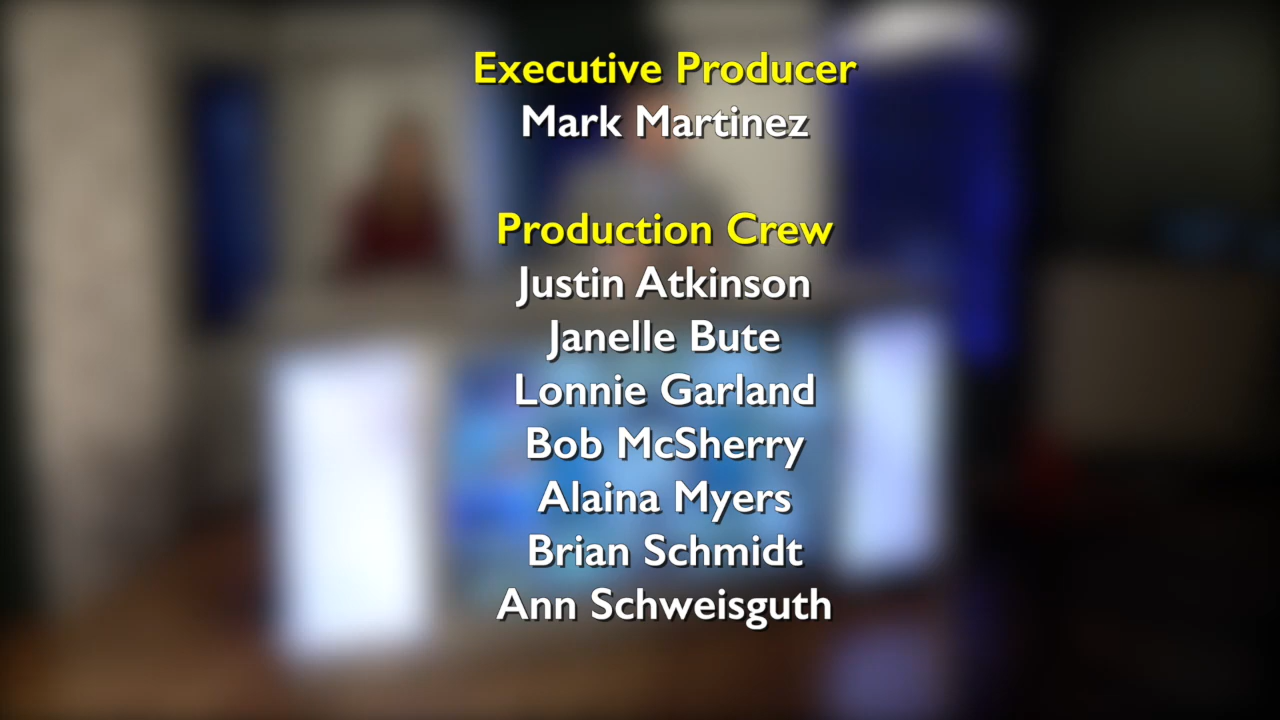 Executive Producer
Mark Martinez
Production Crew
Justin Atkinson
Janelle Bute
Lonnie Garland
Bob McSherry
Alaina Myers
Brian Schmidt
Ann Schweisguth